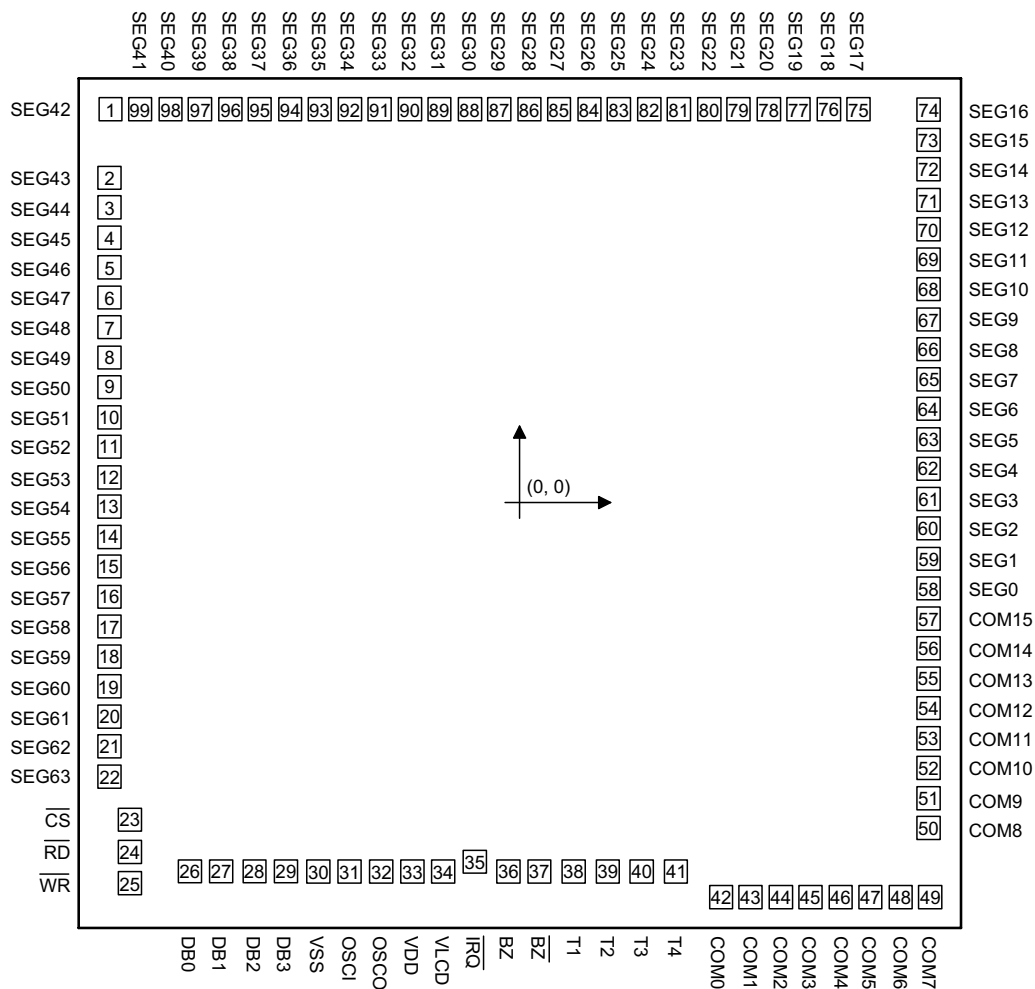 SEG41 SEG40 SEG39 SEG38 SEG37 SEG36 SEG35 SEG34 SEG33 SEG32 SEG31 SEG30 SEG29 SEG28 SEG27 SEG26 SEG25 SEG24 SEG23 SEG22 SEG21 SEG20 SEG19 SEG18 SEG17
SEG42 1 99 98 97 96 95 94 93 92 91 90 89 88 87 86 85 84 83 82 81 80 79 78 77 76 75 74 SEG16
73 SEG15
SEG43 2 72 SEG14
SEG44 3 71 SEG13
SEG45 4 70 SEG12
SEG46 5 69 SEG11
SEG47 6 68 SEG10
SEG48 7 67 SEG9
SEG49 8 66 SEG8
SEG50 9 65 SEG7
SEG51 10 64 SEG6
SEG52 11 63 SEG5
SEG53 12 62 SEG4
(0, 0)
SEG54 13 61 SEG3
SEG55 14 60 SEG2
SEG56 15 59 SEG1
SEG57 16 58 SEG0
SEG58 17 57 COM15
SEG59 18 56 COM14
SEG60 19 55 COM13
SEG61 20 54 COM12
SEG62 21 53 COM11
SEG63 22 52 COM10
51 COM9
CS 23 50 COM8
RD 24
WR 25 26 27 28 29 30 31 32 33 34 35 36 37 38 39 40 41
42 43 44 45 46 47 48 49
DB0 DB1 DB2 DB3 VSS OSCI OSCO VDD VLCD IRQ BZ BZ T1 T2 T3 T4 COM0 COM1 COM2 COM3 COM4 COM5 COM6 COM7